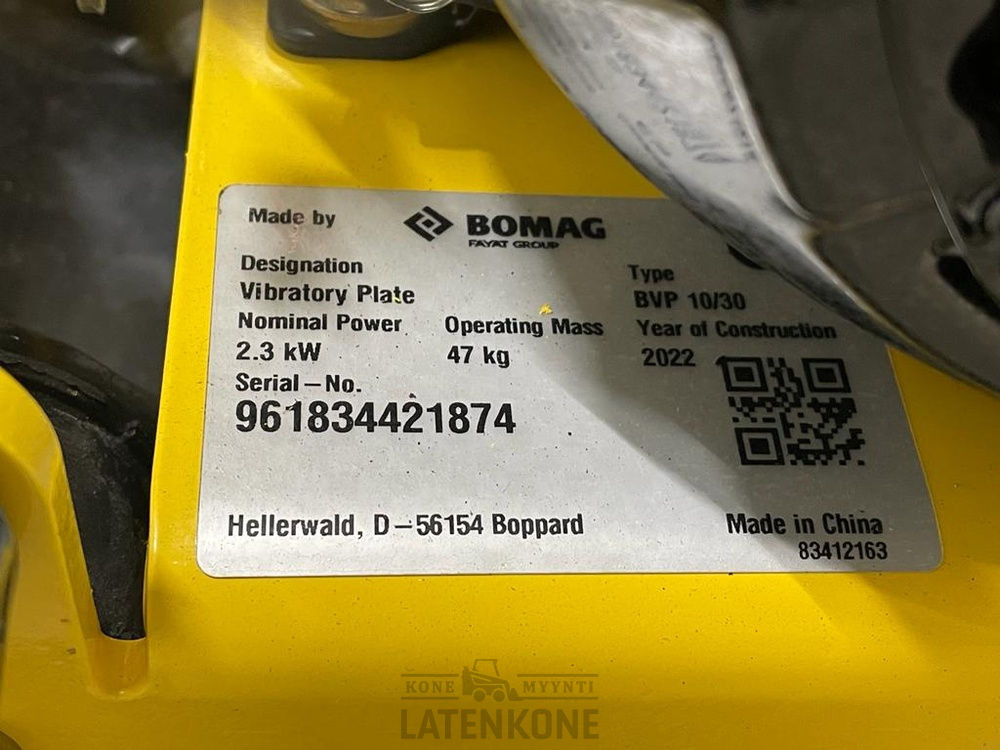 Made by
BOMAG
FAYAT GROUP
Designation
Vibratory Plate
Type
BVP 10/30
Nominal Power
2.3 kW
Operating Mass
47 kg
Year of Construction
2022
Serial-No.
961834421874
Hellerwald, D-56154 Boppard
Made in China
83412163
KONE MYYNTI
LATENKONE